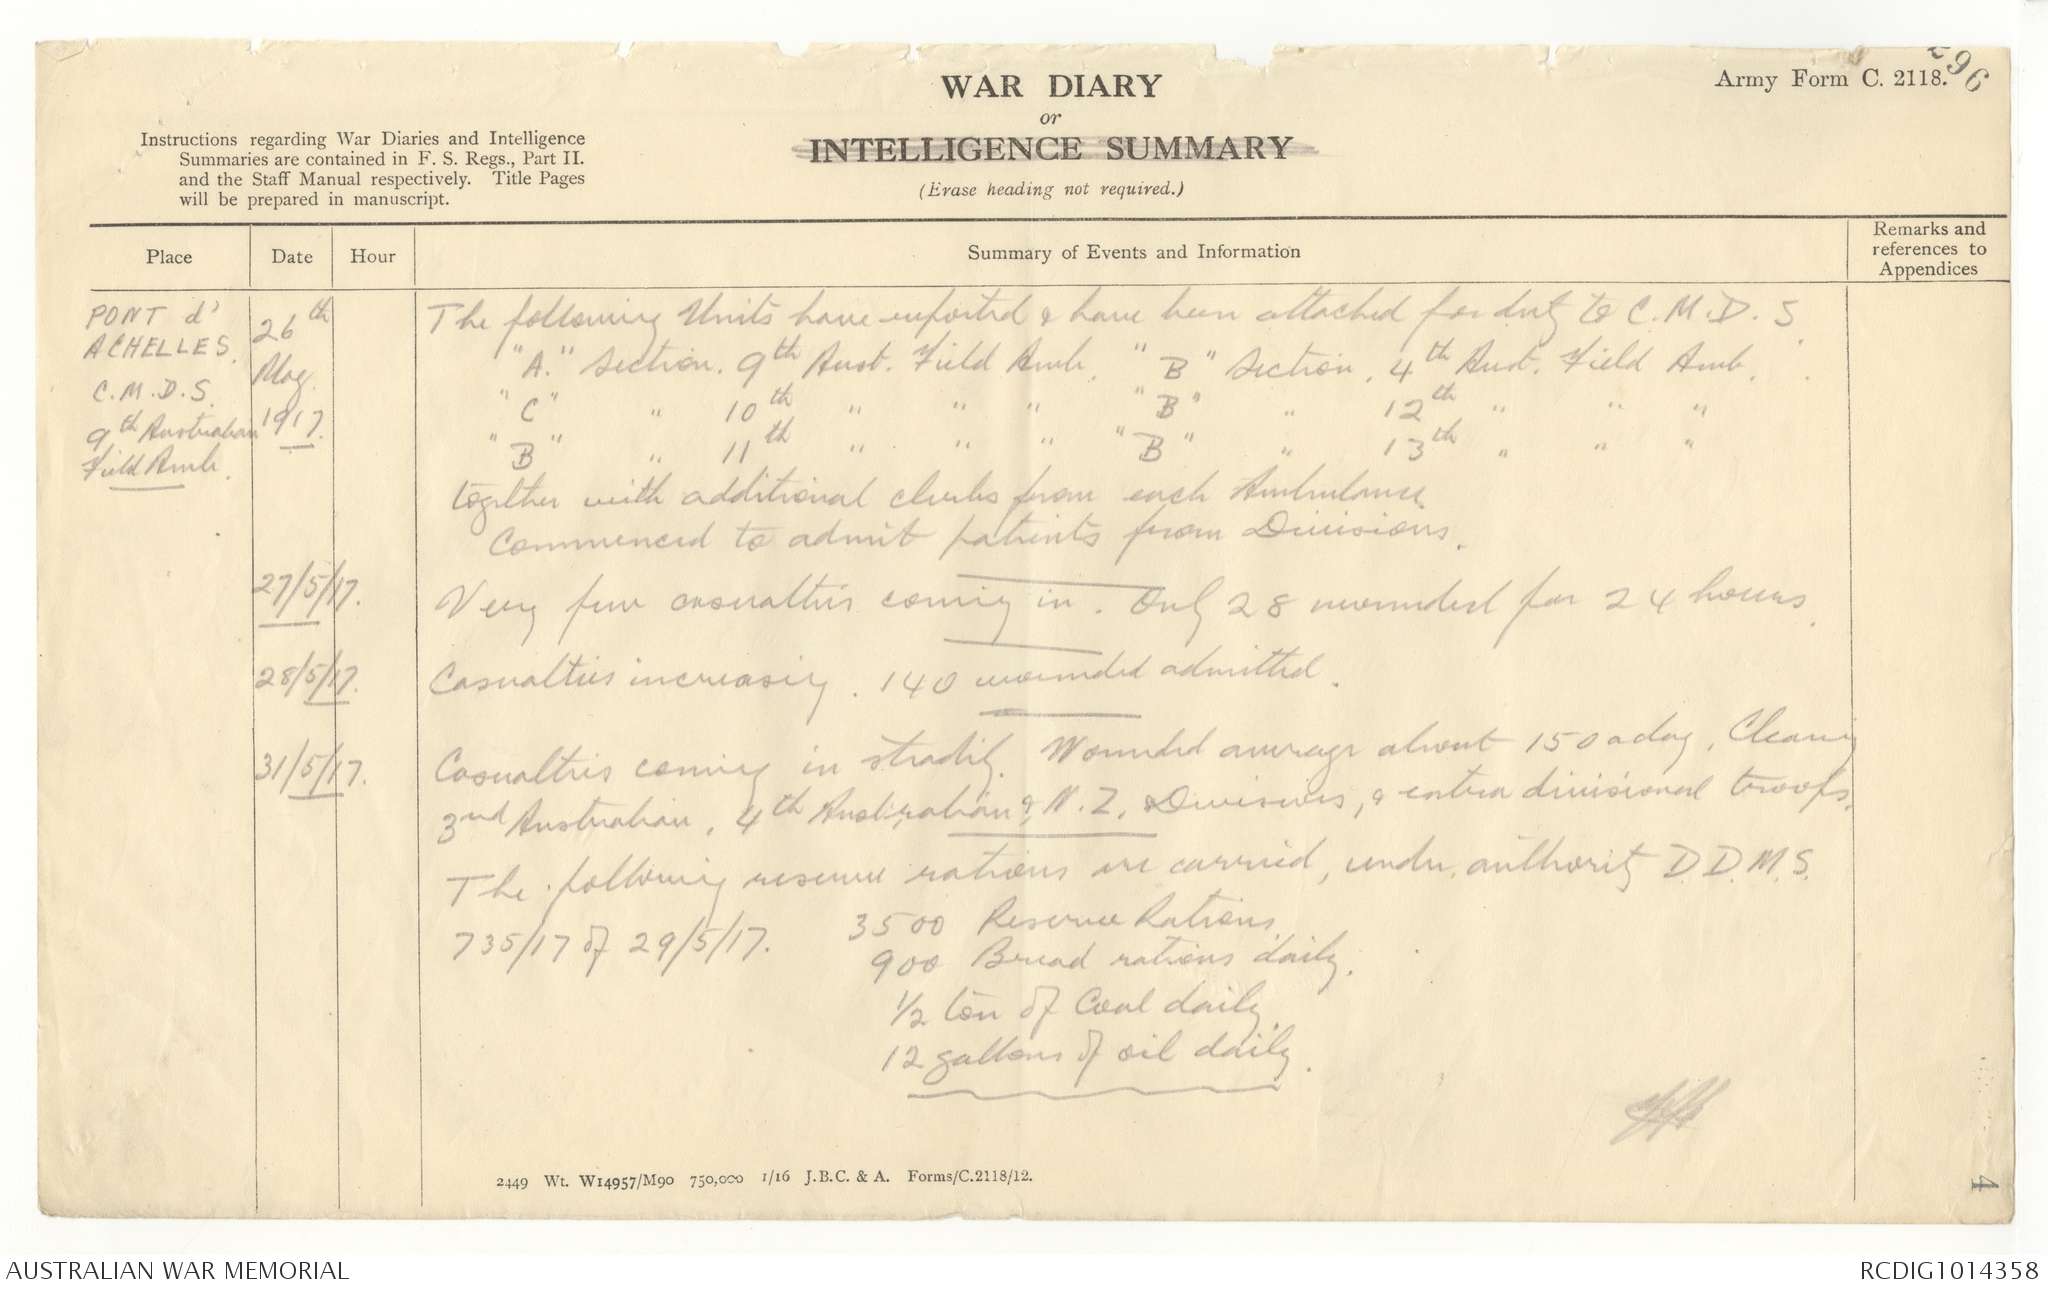 296
Army Form C. 2118.
WAR DIARY
or
INTELLIGENCE SUMMARY
(Erase heading not required.)
Instructions regarding War Diaries and Intelligence
Summaries are contained in F. S. Regs., Part II.
and the Staff Manual respectively. Title Pages
will be prepared in manuscript.
Place Date Hour Summary of Events and Information Remarks and references to Appendices
PONT d'
ACHELLES.
C.M.D.S.
9th Australian
Field Amb.
26th
May
1917.
The following Units have reported & have been attached for duty to C.M.D.S.
"A." Section. 9th Aust. Field Amb. "B" Section. 4th Aust. Field Amb.
"C" " 10th " " " "B" " 12th " " "
"B" " 11th " " " "B" " 13th " " "
together with additional clerks from each Ambulance
Commenced to admit patients from Divisions.
27/5/17. Very few casualties coming in. Only 28 wounded for 24 hours.
28/5/17. Casualties increasing. 140 wounded admitted.
31/5/17. Casualties coming in steadily. Wounded average about 150 a day, Clearing
3rd Australian, 4th Australian & N.Z. Divisions, & extra divisional troops.
The following reserve rations are carried, under authority D.D.M.S.
735/17 of 29/5/17. 3500 Reserve Rations.
900 Bread rations daily.
1/2 ton of Coal daily.
12 gallons of oil daily.
2449 Wt. W14957/M90 750,000 1/16 J.B.C. & A. Forms/C.2118/12.
4
AUSTRALIAN WAR MEMORIAL
RCDIG1014358